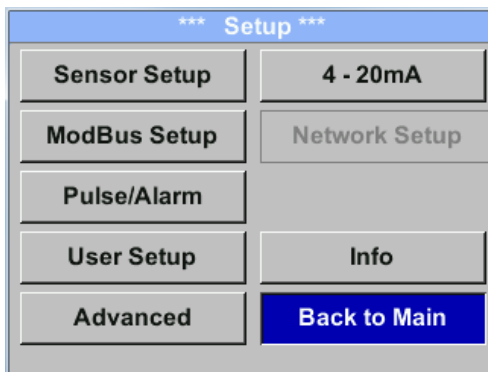 *** Setup ***
Sensor Setup
4 - 20mA
ModBus Setup
Network Setup
Pulse/Alarm
User Setup
Info
Advanced
Back to Main